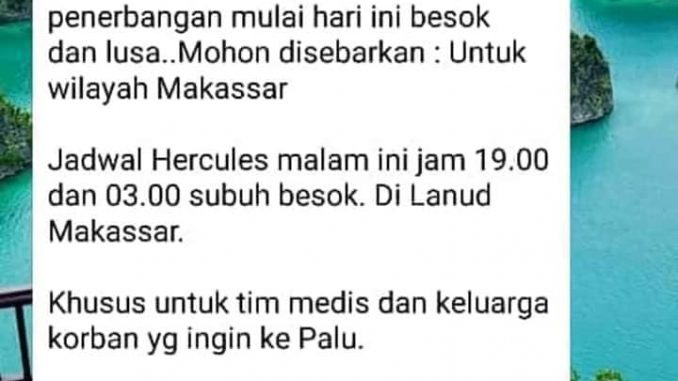 penerbangan mulai hari ini besok
dan lusa..Mohon disebarkan : Untuk
wilayah Makassar
Jadwal Hercules malam ini jam 19.00
dan 03.00 subuh besok. Di Lanud
Makassar.
Khusus untuk tim medis dan keluarga
korban yg ingin ke Palu.